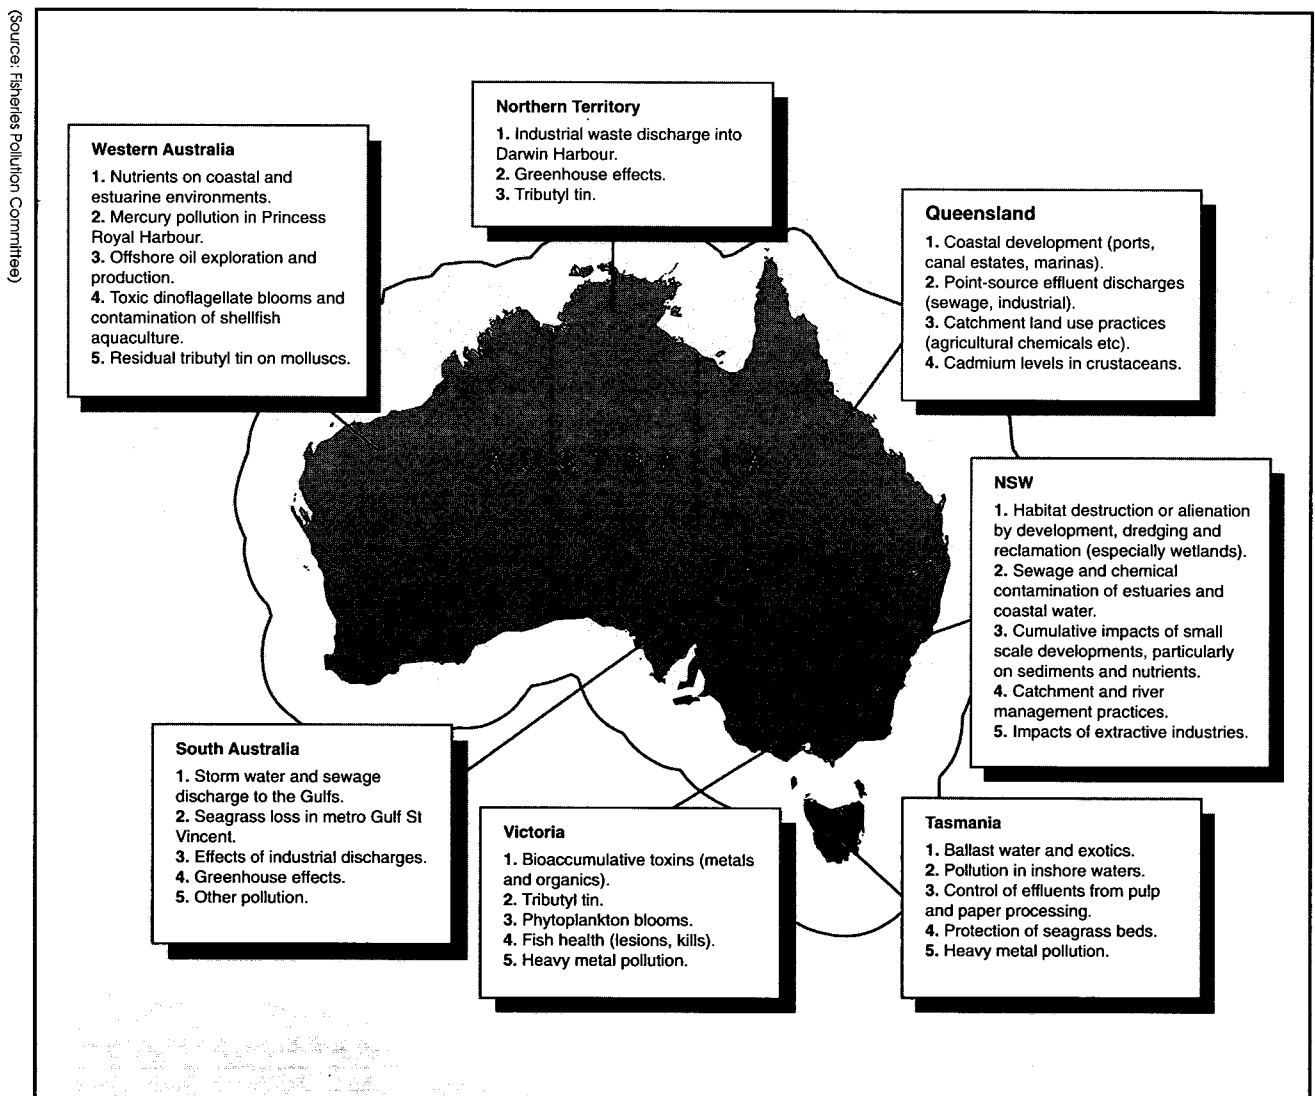 (Source: Fisheries Pollution Committee)
Northern Territory
1. Industrial waste discharge into
Darwin Harbour.
2. Greenhouse effects.
3. Tributyl tin.
Western Australia
1. Nutrients on coastal and
estuarine environments.
2. Mercury pollution in Princess
Royal Harbour.
3. Offshore oil exploration and
production.
4. Toxic dinoflagellate blooms and
contamination of shellfish
aquaculture.
5. Residual tributyl tin on molluscs.
Queensland
1. Coastal development (ports,
canal estates, marinas).
2. Point-source effluent discharges
(sewage, industrial).
3. Catchment land use practices
(agricultural chemicals etc).
4. Cadmium levels in crustaceans.
NSW
1. Habitat destruction or alienation
by development, dredging and
reclamation (especially wetlands).
2. Sewage and chemical
contamination of estuaries and
coastal water.
3. Cumulative impacts of small
scale developments, particularly
on sediments and nutrients.
4. Catchment and river
management practices.
5. Impacts of extractive industries.
South Australia
1. Storm water and sewage
discharge to the Gulfs.
2. Seagrass loss in metro Gulf St
Vincent.
3. Effects of industrial discharges.
4. Greenhouse effects.
5. Other pollution.
Victoria
1. Bioaccumulative toxins (metals
and organics).
2. Tributyl tin.
3. Phytoplankton blooms.
4. Fish health (lesions, kills).
5. Heavy metal pollution.
Tasmania
1. Ballast water and exotics.
2. Pollution in inshore waters.
3. Control of effluents from pulp
and paper processing.
4. Protection of seagrass beds.
5. Heavy metal pollution.